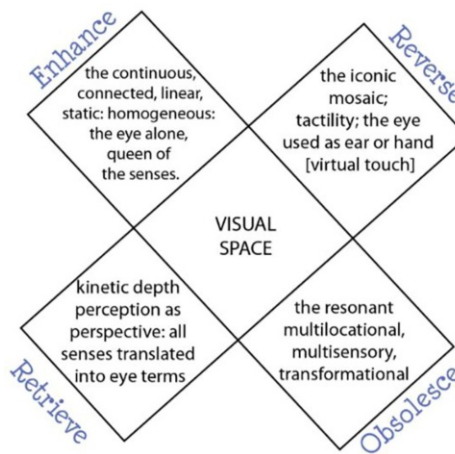 Enhance
the continuous,
connected, linear,
static: homogeneous:
the eye alone,
queen of
the senses.
Reverse
the iconic
mosaic;
tactility; the eye
used as ear or hand
[virtual touch]
VISUAL
SPACE
kinetic depth
perception as
perspective: all
senses translated
into eye terms
Retrieve
the resonant
multilocational,
multisensory,
transformational
Obsolesce